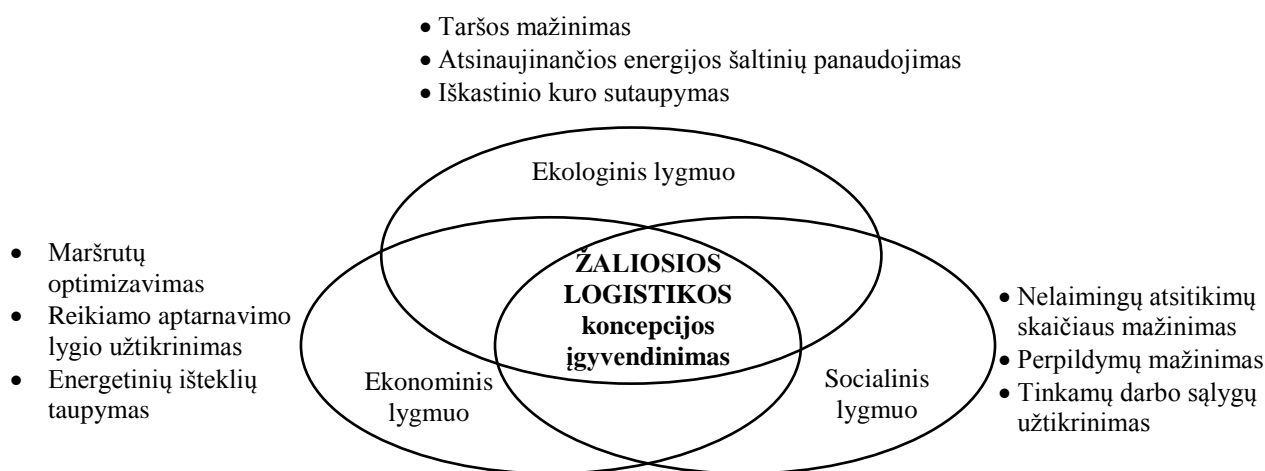 • Taršos mažinimas
• Atsinaujinančios energijos šaltinių panaudojimas
• Iškastinio kuro sutaupymas
Ekologinis lygmuo
• Maršrutų
optimizavimas
• Reikiamo aptarnavimo
lygio užtikrinimas
• Energetinių išteklių
taupymas
ŽALIOSIOS
LOGISTIKOS
koncepcijos
įgyvendinimas
Ekonominis
lygmuo
Socialinis
lygmuo
• Nelaimingų atsitikimų
skaičiaus mažinimas
• Perpildymų mažinimas
• Tinkamų darbo sąlygų
užtikrinimas